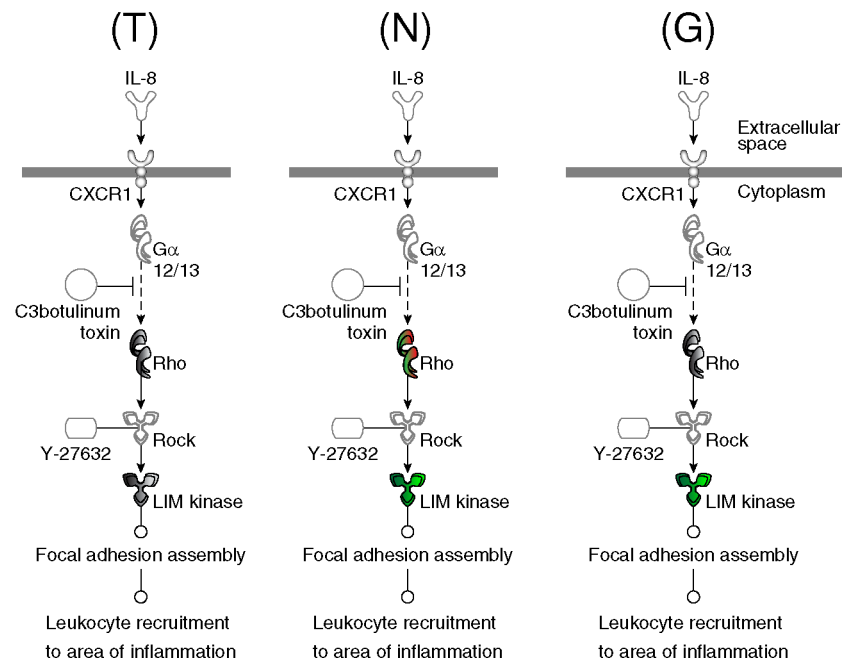 (T)
IL-8
CXCR1
Gα
12/13
C3botulinum
toxin
Rho
Rock
Y-27632
LIM kinase
Focal adhesion assembly
Leukocyte recruitment
to area of inflammation
(N)
IL-8
CXCR1
Gα
12/13
C3botulinum
toxin
Rho
Rock
Y-27632
LIM kinase
Focal adhesion assembly
Leukocyte recruitment
to area of inflammation
(G)
IL-8
Extracellular
space
CXCR1
Cytoplasm
Gα
12/13
C3botulinum
toxin
Rho
Rock
Y-27632
LIM kinase
Focal adhesion assembly
Leukocyte recruitment
to area of inflammation